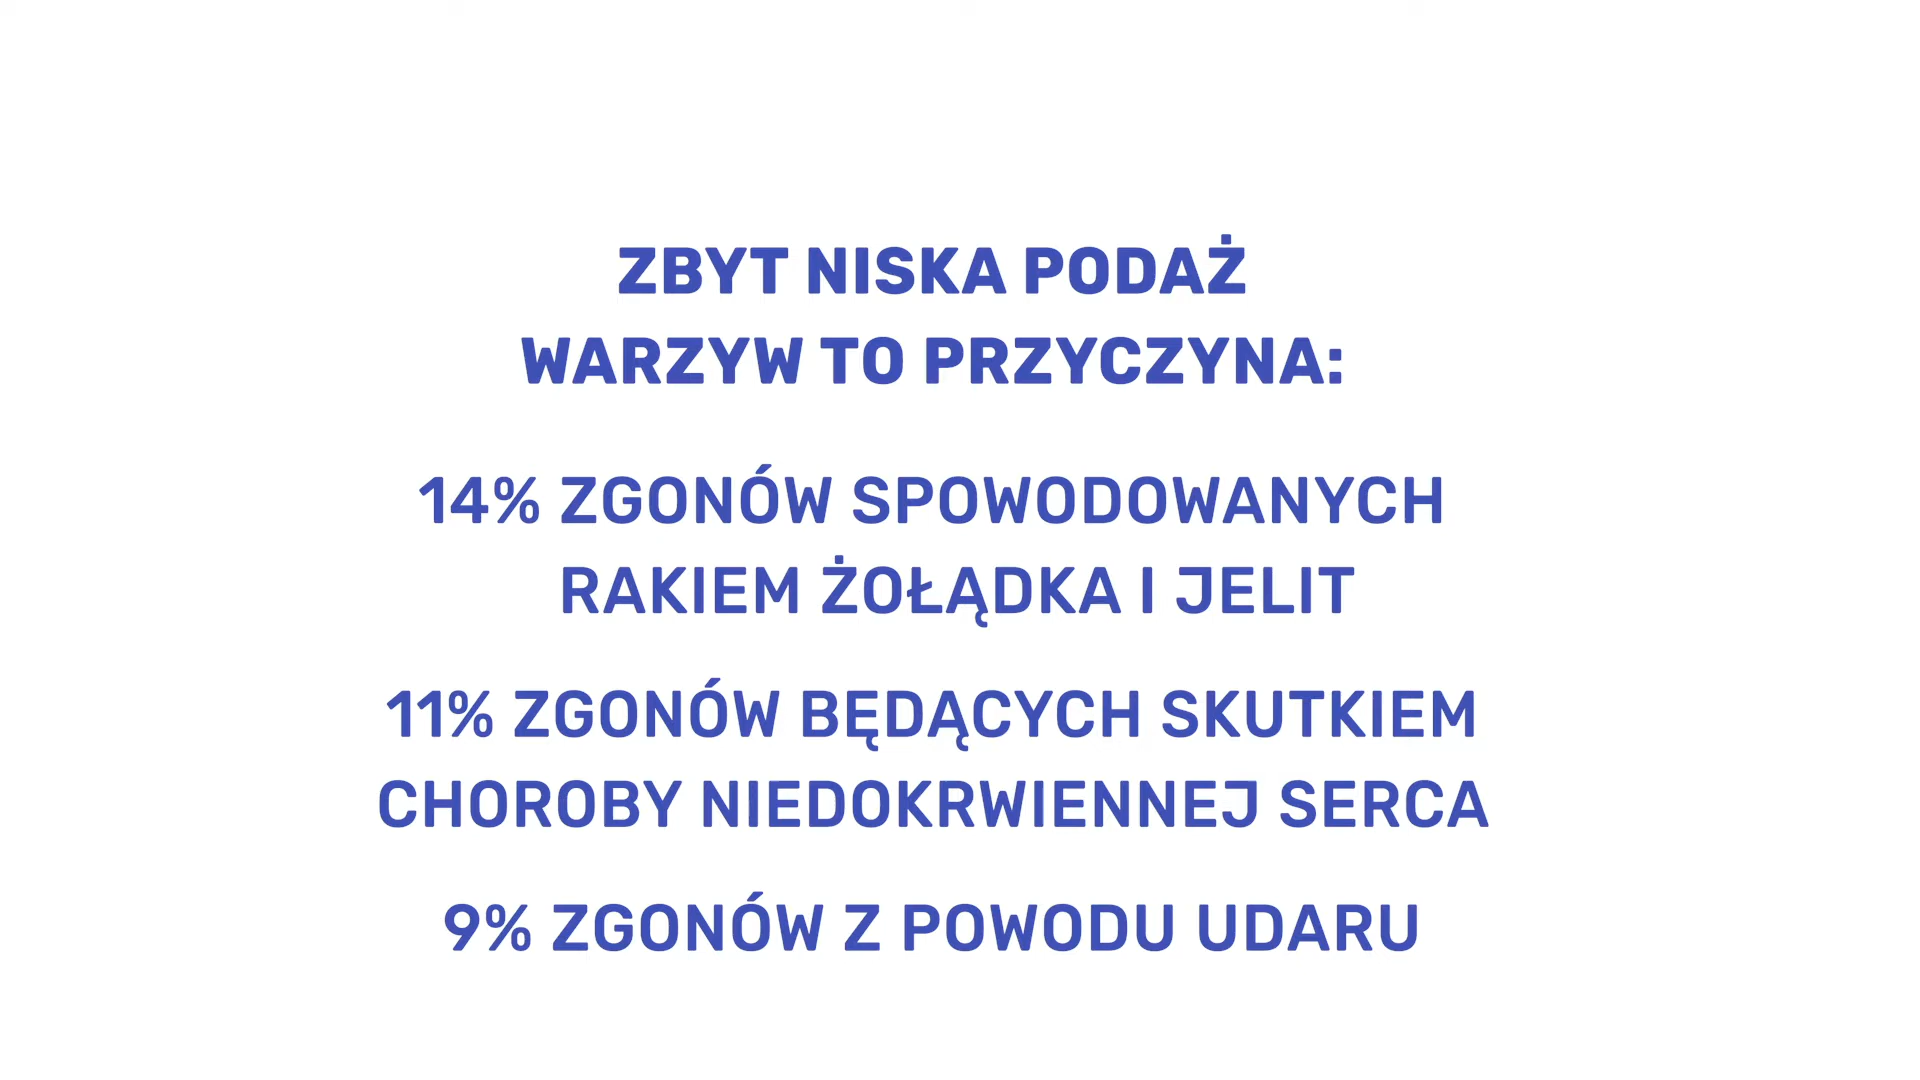 ZBYT NISKA PODAŻ
WARZYW TO PRZYCZYNA:
14% ZGONÓW SPOWODOWANYCH
RAKIEM ŻOŁĄDKA I JELIT
11% ZGONÓW BĘDĄCYCH SKUTKIEM
CHOROBY NIEDOKRWIENNEJ SERCA
9% ZGONÓW Z POWODU UDARU